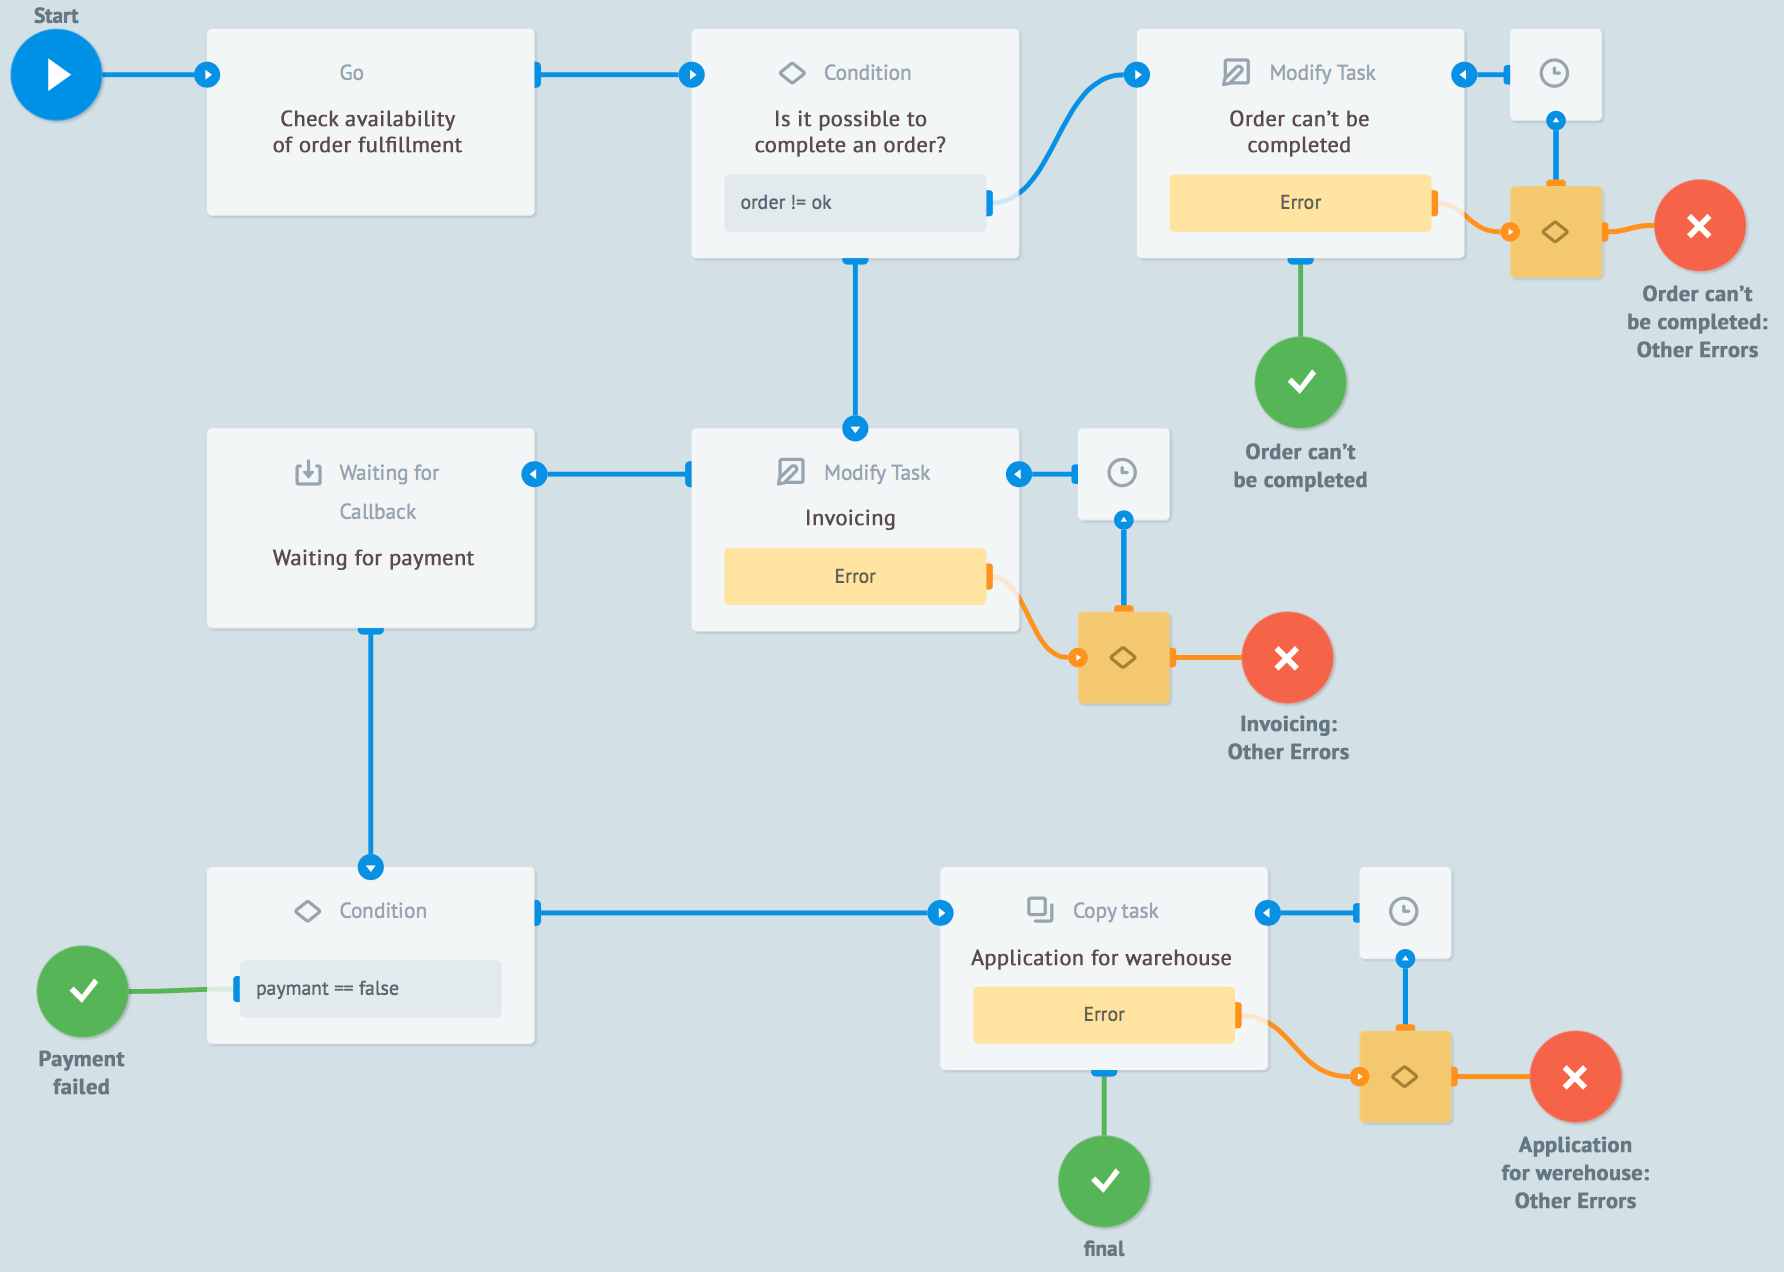 Start
Go
Check availability
of order fulfillment
Condition
Is it possible to
complete an order?
order != ok
Modify Task
Order can’t be
completed
Error
Order can’t
be completed:
Other Errors
Order can’t
be completed
Waiting for
Callback
Waiting for payment
Modify Task
Invoicing
Error
Invoicing:
Other Errors
Condition
paymant == false
Payment
failed
Copy task
Application for warehouse
Error
Application
for werehouse:
Other Errors
final